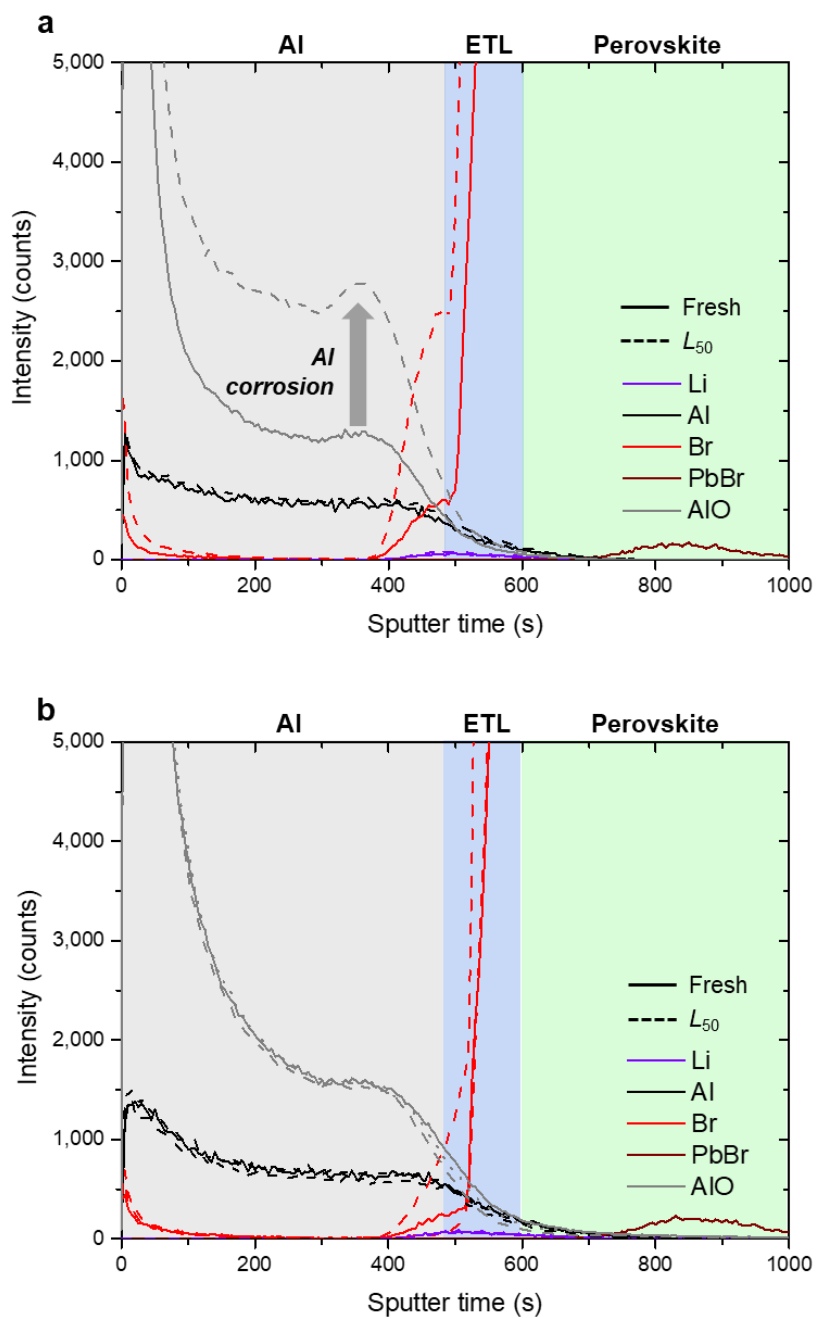 a
Al ETL Perovskite
5,000
4,000
3,000
2,000
1,000
0
Intensity (counts)
Al
corrosion
Fresh
L50
Li
Al
Br
PbBr
AlO
0 200 400 600 800 1000
Sputter time (s)
b
Al ETL Perovskite
5,000
4,000
3,000
2,000
1,000
0
Intensity (counts)
Fresh
L50
Li
Al
Br
PbBr
AlO
0 200 400 600 800 1000
Sputter time (s)